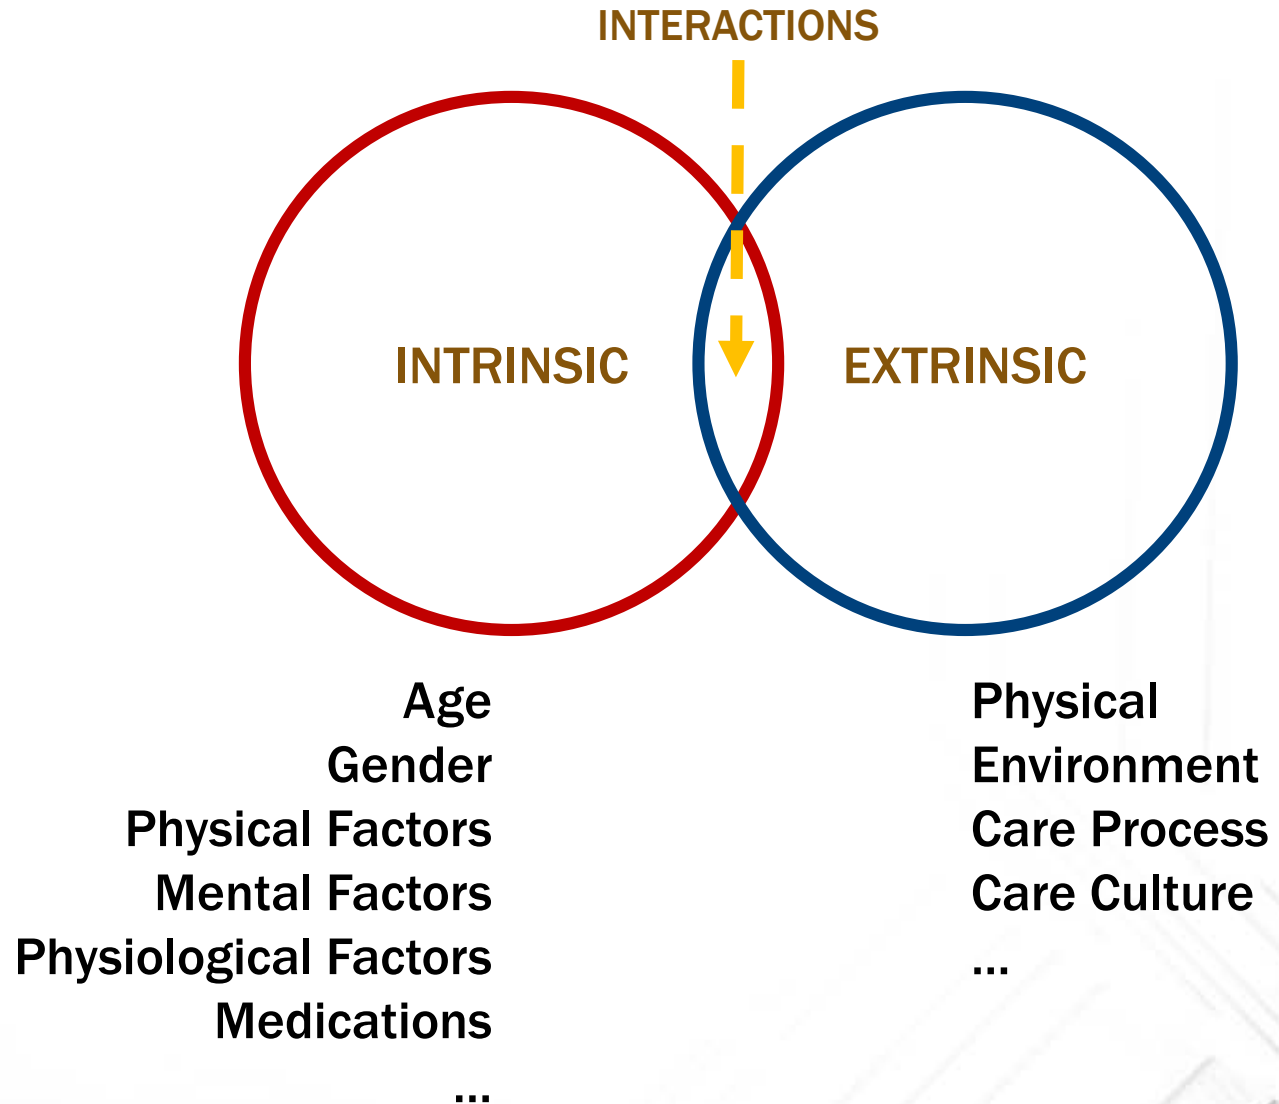 INTERACTIONS
INTRINSIC
EXTRINSIC
Age
Gender
Physical Factors
Mental Factors
Physiological Factors
Medications
...
Physical
Environment
Care Process
Care Culture
...